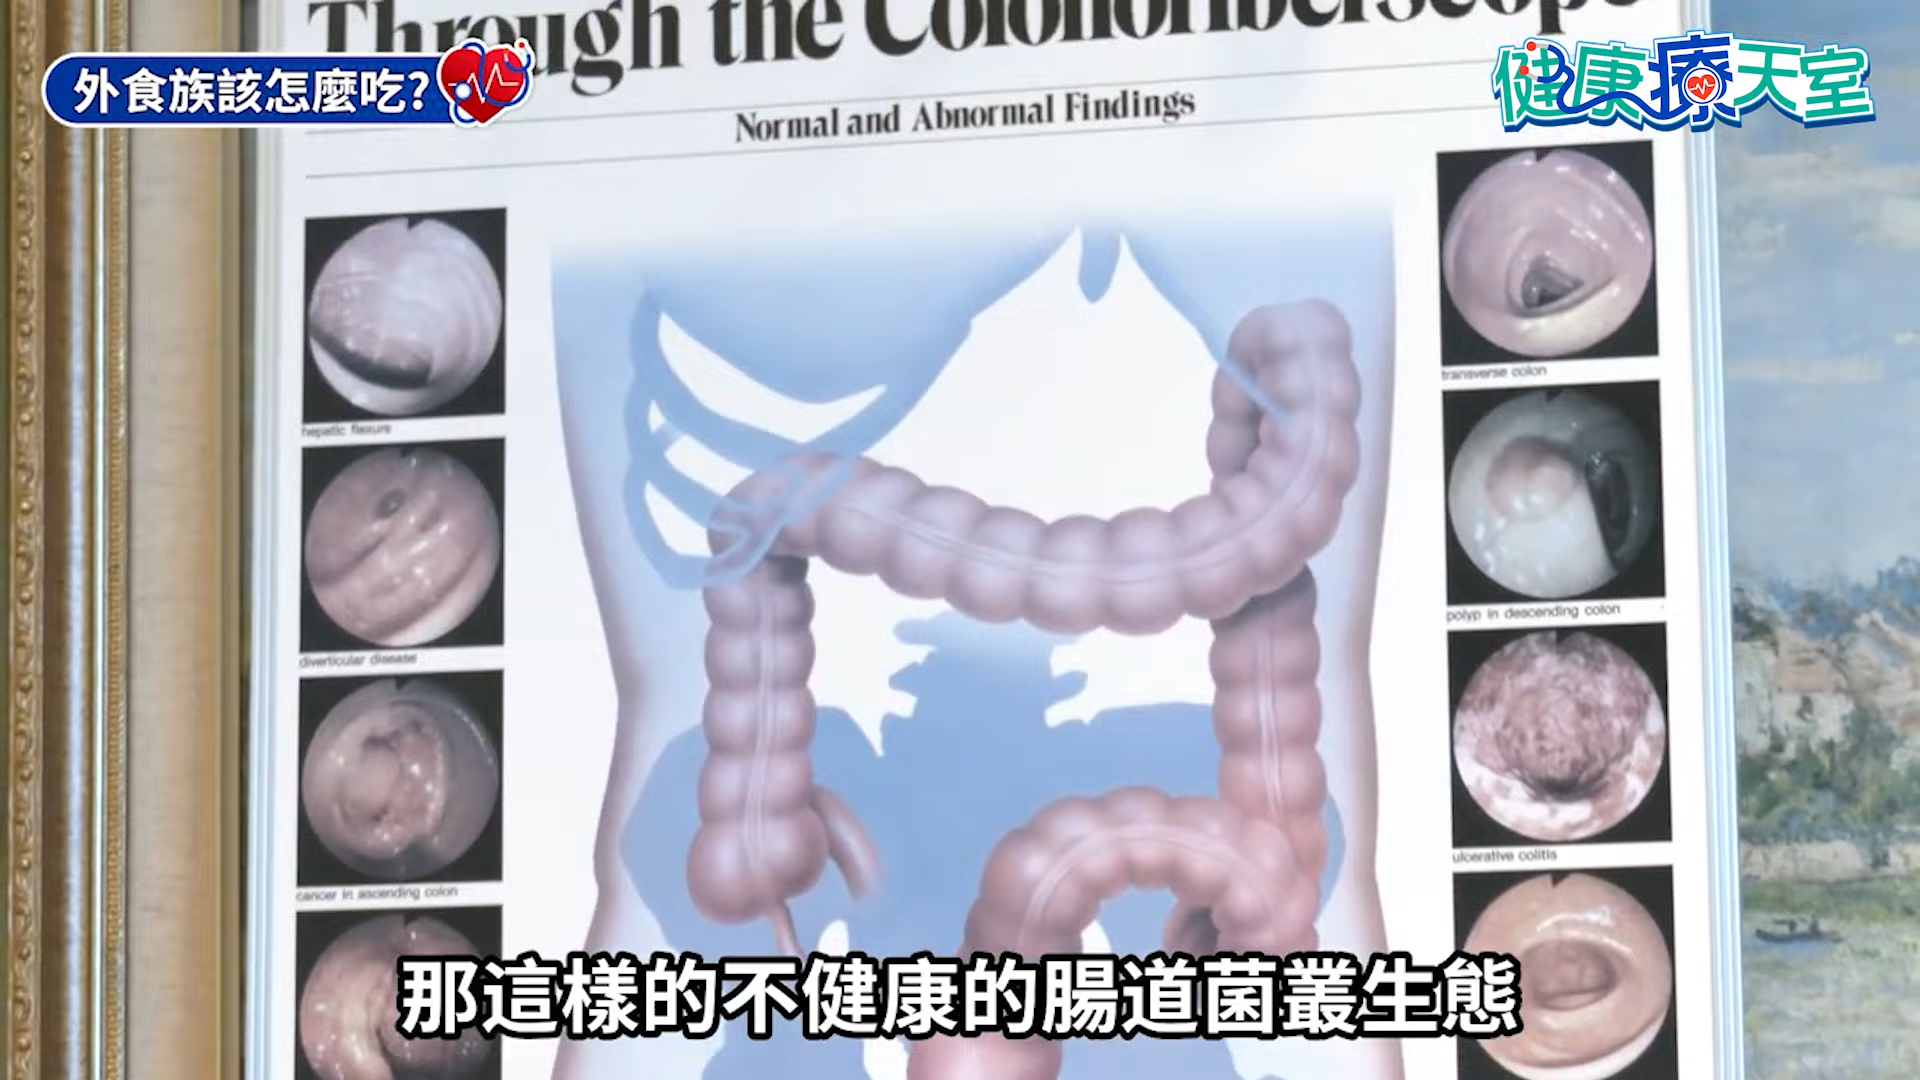 Through the Colonofiberscope
外食族該怎麼吃?
健康療天室
Normal and Abnormal Findings
hepatic flexure
transverse colon
diverticular disease
polyp in descending colon
cancer in ascending colon
ulcerative colitis
那這樣的不健康的腸道菌叢生態